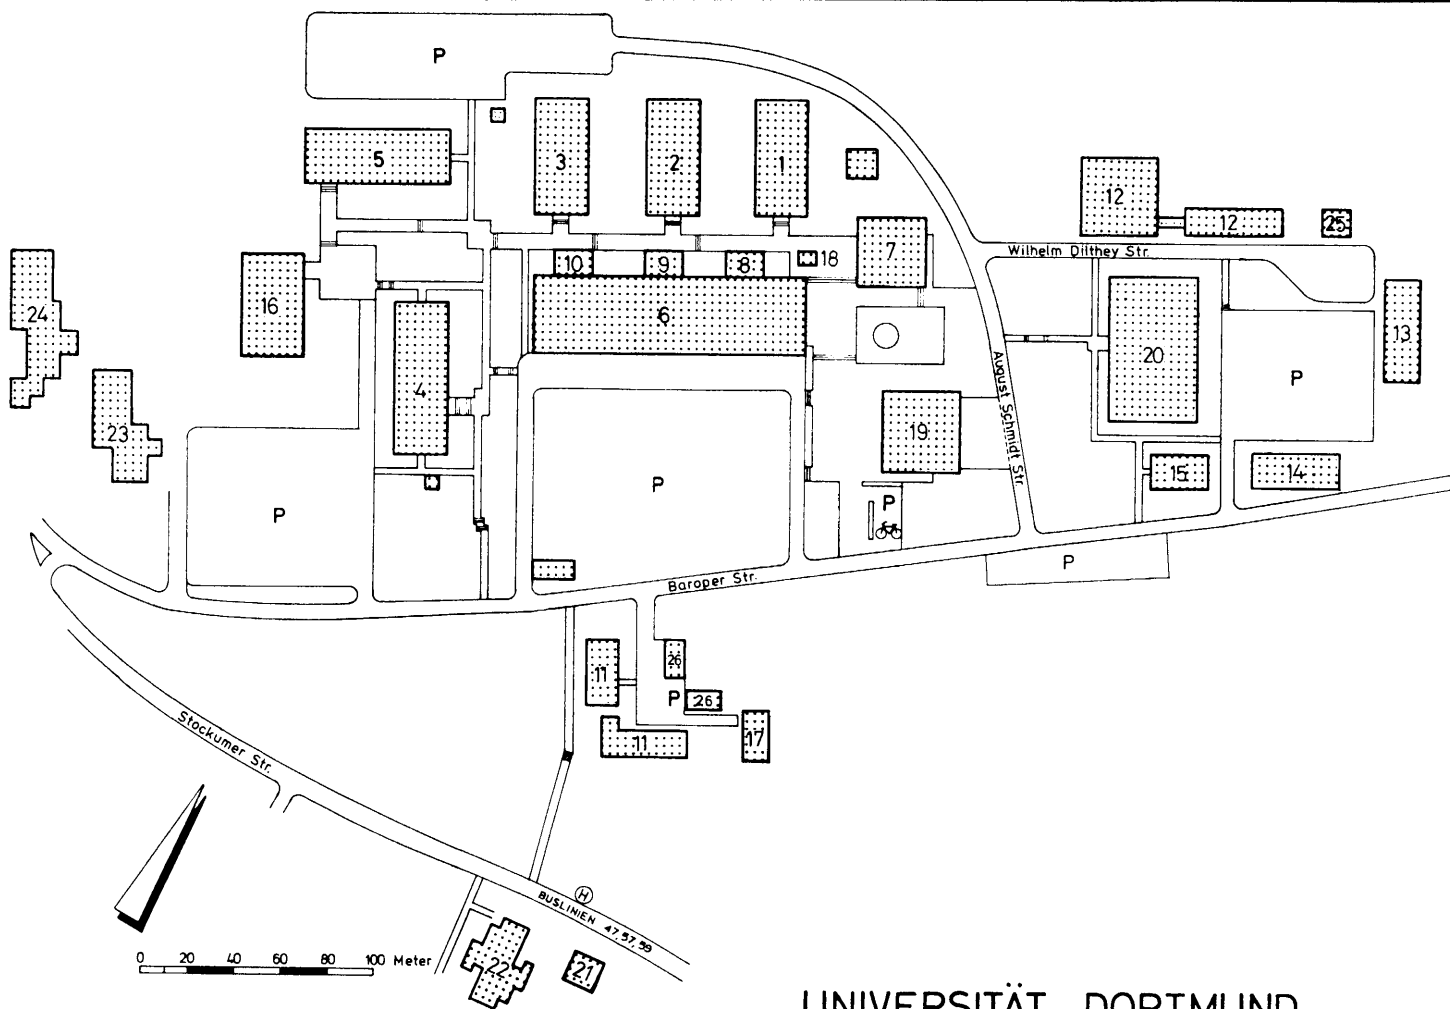 P
5
3
2
1
12
12
25
7
Wilhelm Dilthey Str.
10
9
8
18
24
16
6
13
20
August Schmidt Str.
P
4
23
19
15
14
P
P
P
Baroper Str.
P
11
26
P
26
11
17
Stockumer Str.
H
BUSLINIEN 47,57,59
0 20 40 60 80 100 Meter
22
21
UNIVERSITÄT DORTMUND